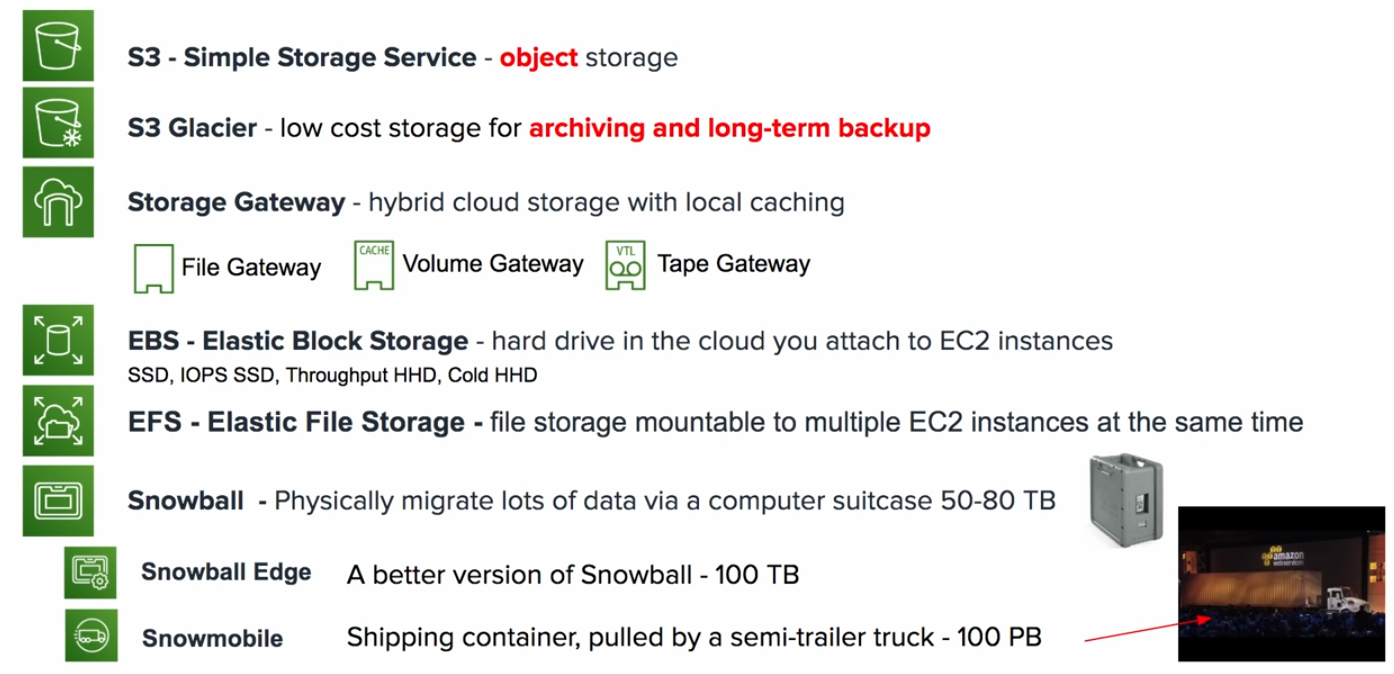 S3 - Simple Storage Service - object storage
S3 Glacier - low cost storage for archiving and long-term backup
Storage Gateway - hybrid cloud storage with local caching
File Gateway
CACHE
Volume Gateway
VTL
Tape Gateway
EBS - Elastic Block Storage - hard drive in the cloud you attach to EC2 instances
SSD, IOPS SSD, Throughput HHD, Cold HHD
EFS - Elastic File Storage - file storage mountable to multiple EC2 instances at the same time
Snowball - Physically migrate lots of data via a computer suitcase 50-80 TB
amazon
webservices
Snowball Edge A better version of Snowball - 100 TB
Snowmobile Shipping container, pulled by a semi-trailer truck - 100 PB